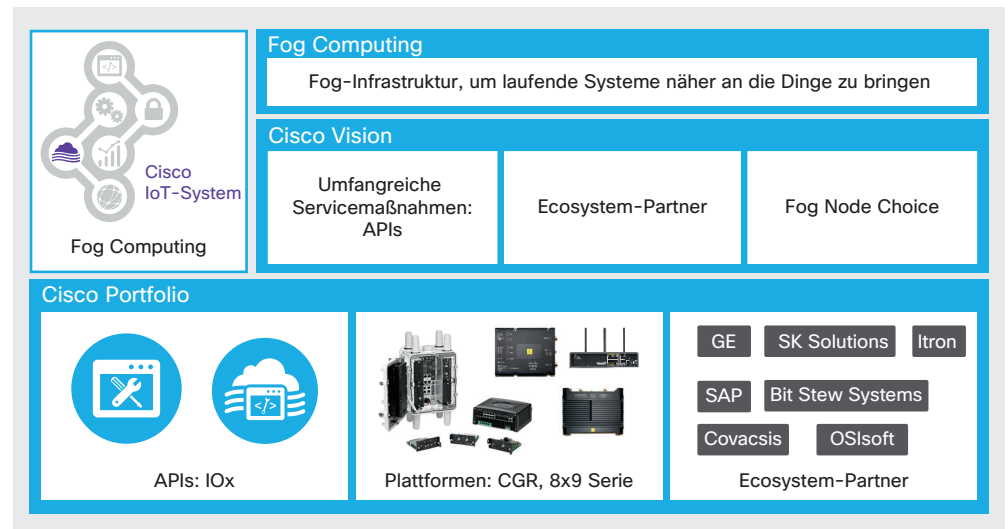 Cisco
IoT-System
Fog Computing
Fog Computing
Fog-Infrastruktur, um laufende Systeme näher an die Dinge zu bringen
Cisco Vision
Umfangreiche
Servicemaßnahmen:
APIs
Ecosystem-Partner
Fog Node Choice
Cisco Portfolio
</>
</>
APIs: IOx
Plattformen: CGR, 8x9 Serie
GE
SK Solutions
Itron
SAP
Bit Stew Systems
Covacsis
OSIsoft
Ecosystem-Partner